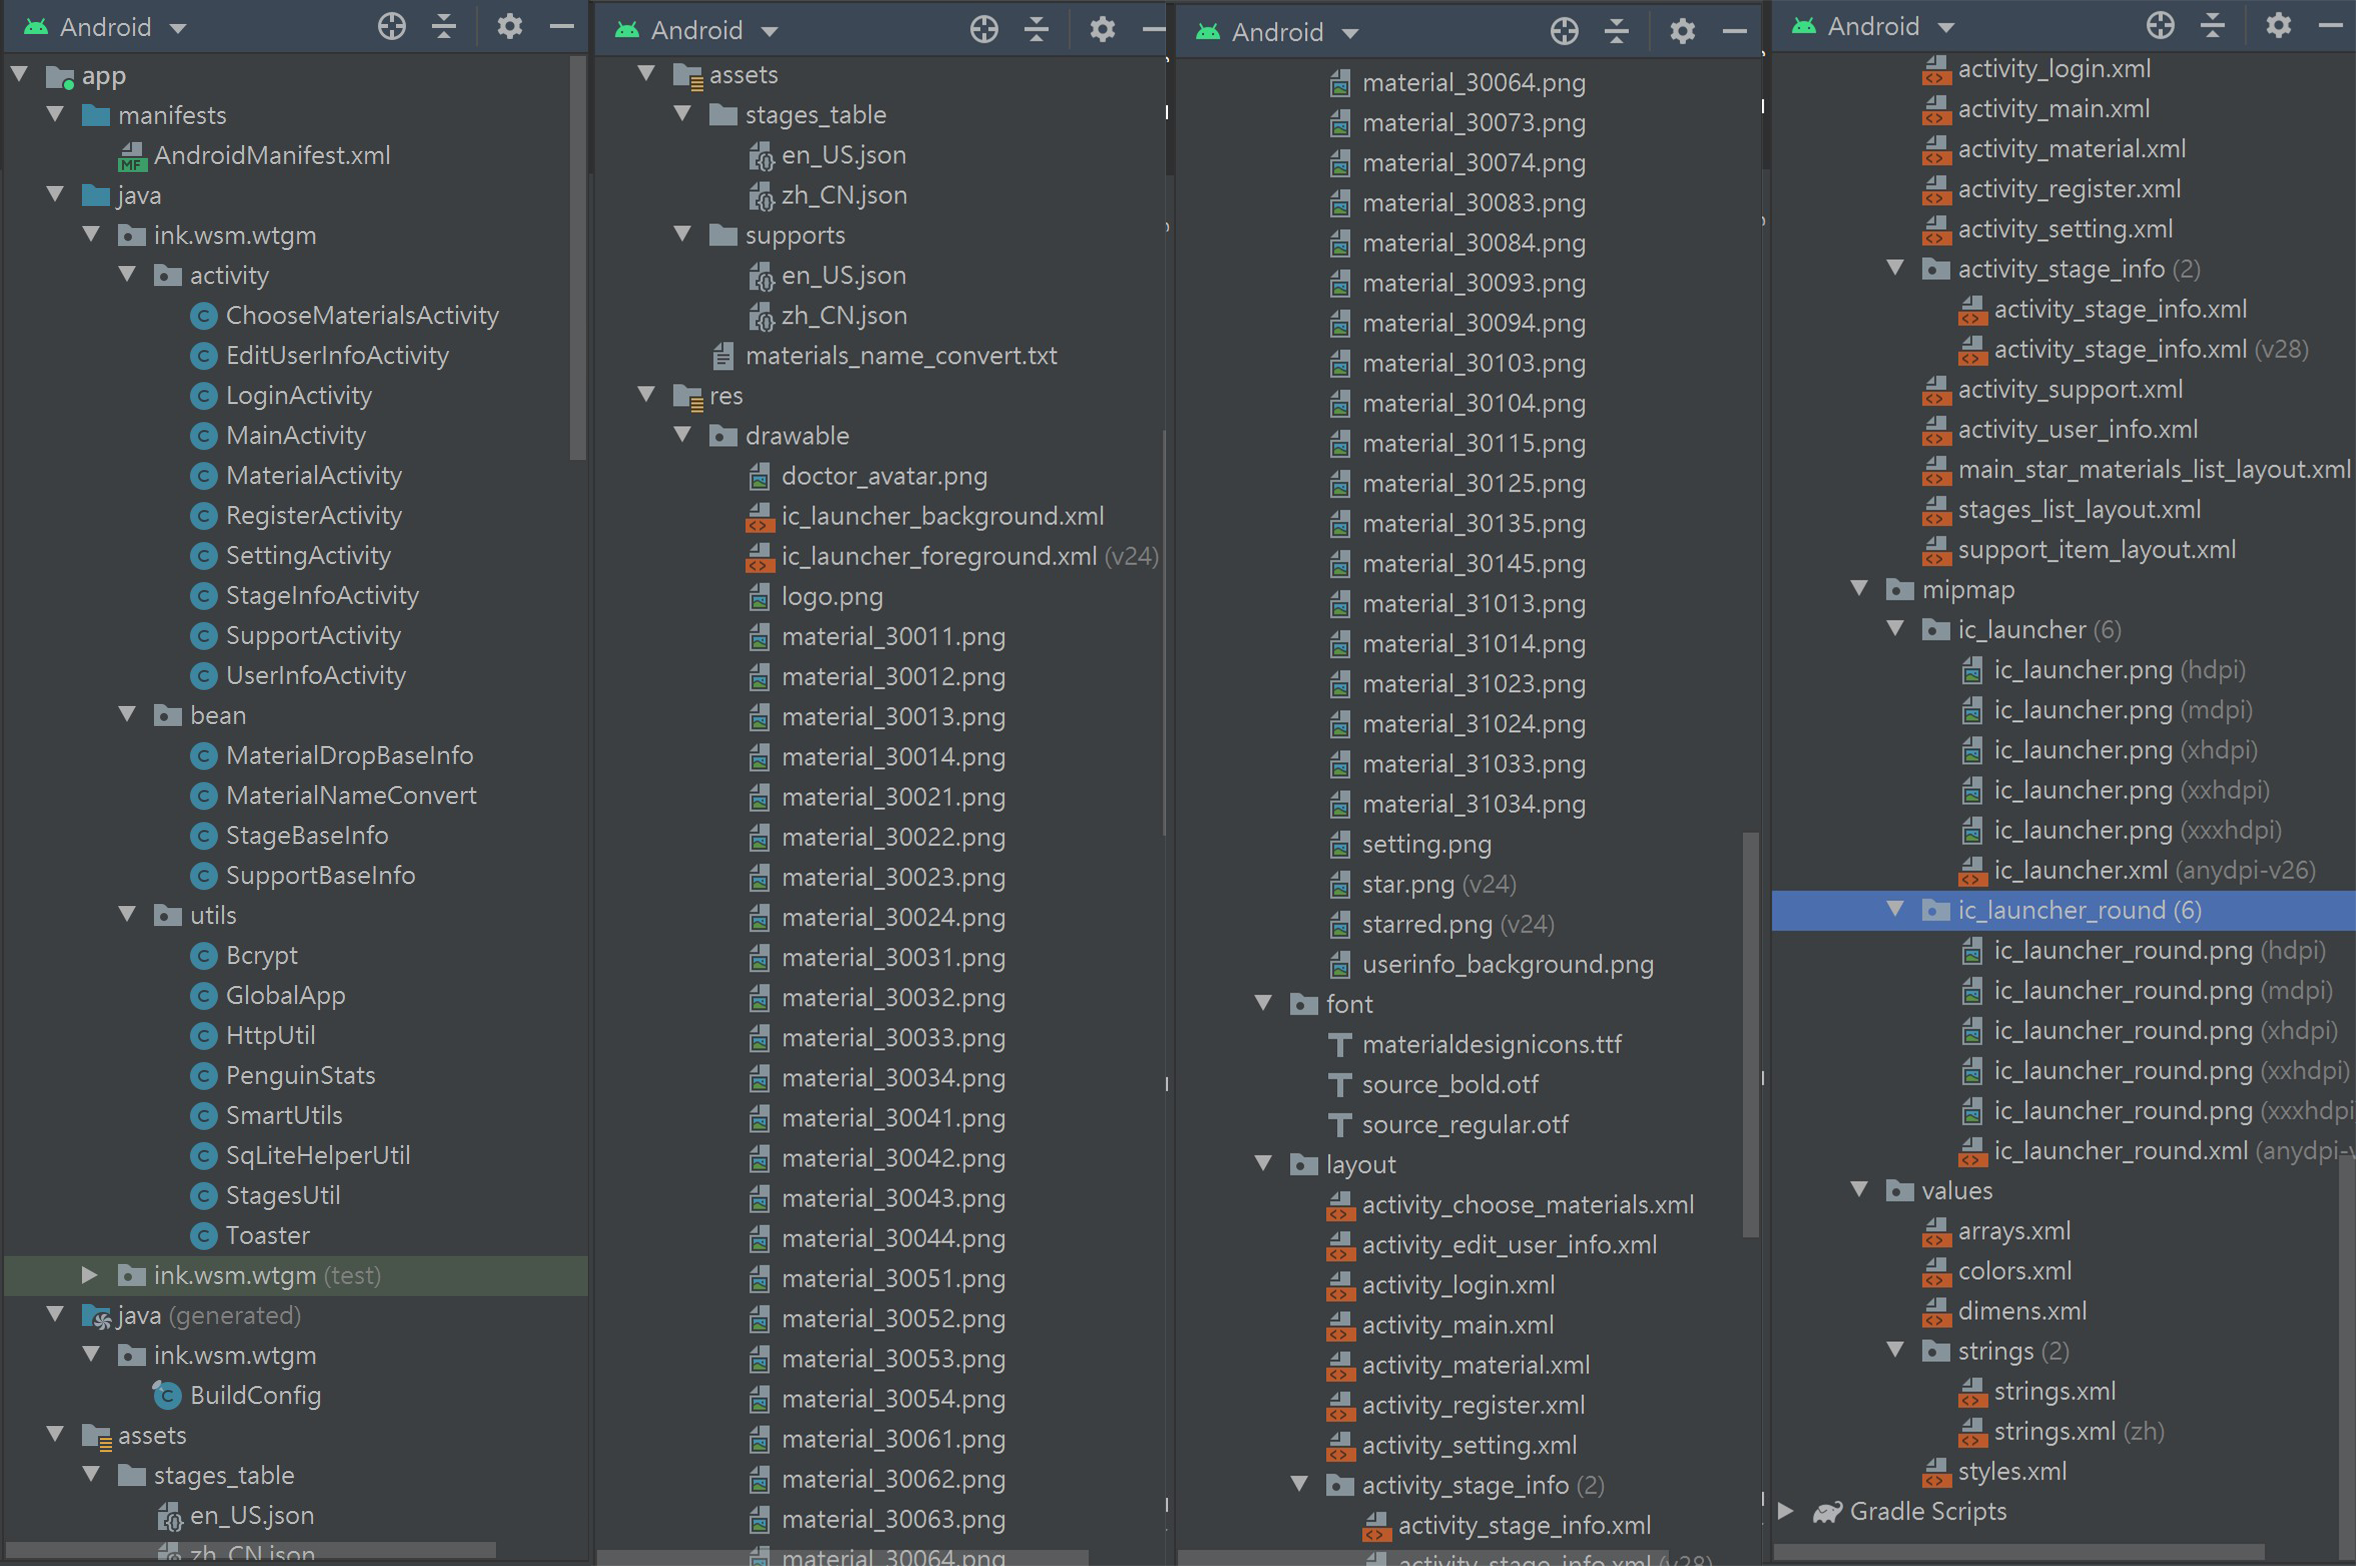 Android
app
manifests
AndroidManifest.xml
java
ink.wsm.wtgm
activity
ChooseMaterialsActivity
EditUserInfoActivity
LoginActivity
MainActivity
MaterialActivity
RegisterActivity
SettingActivity
StageInfoActivity
SupportActivity
UserInfoActivity
bean
MaterialDropBaseInfo
MaterialNameConvert
StageBaseInfo
SupportBaseInfo
utils
Bcrypt
GlobalApp
HttpUtil
PenguinStats
SmartUtils
SqLiteHelperUtil
StagesUtil
Toaster
ink.wsm.wtgm (test)
java (generated)
ink.wsm.wtgm
BuildConfig
assets
stages_table
en_US.json
zh_CN.json
Android
assets
stages_table
en_US.json
zh_CN.json
supports
en_US.json
zh_CN.json
materials_name_convert.txt
res
drawable
doctor_avatar.png
ic_launcher_background.xml
ic_launcher_foreground.xml (v24)
logo.png
material_30011.png
material_30012.png
material_30013.png
material_30014.png
material_30021.png
material_30022.png
material_30023.png
material_30024.png
material_30031.png
material_30032.png
material_30033.png
material_30034.png
material_30041.png
material_30042.png
material_30043.png
material_30044.png
material_30051.png
material_30052.png
material_30053.png
material_30054.png
material_30061.png
material_30062.png
material_30063.png
material_30064.png
Android
material_30064.png
material_30073.png
material_30074.png
material_30083.png
material_30084.png
material_30093.png
material_30094.png
material_30103.png
material_30104.png
material_30115.png
material_30125.png
material_30135.png
material_30145.png
material_31013.png
material_31014.png
material_31023.png
material_31024.png
material_31033.png
material_31034.png
setting.png
star.png (v24)
starred.png (v24)
userinfo_background.png
font
materialdesignicons.ttf
source_bold.otf
source_regular.otf
layout
activity_choose_materials.xml
activity_edit_user_info.xml
activity_login.xml
activity_main.xml
activity_material.xml
activity_register.xml
activity_setting.xml
activity_stage_info (2)
activity_stage_info.xml
activity_stage_info.xml (v28)
Android
activity_login.xml
activity_main.xml
activity_material.xml
activity_register.xml
activity_setting.xml
activity_stage_info (2)
activity_stage_info.xml
activity_stage_info.xml (v28)
activity_support.xml
activity_user_info.xml
main_star_materials_list_layout.xml
stages_list_layout.xml
support_item_layout.xml
mipmap
ic_launcher (6)
ic_launcher.png (hdpi)
ic_launcher.png (mdpi)
ic_launcher.png (xhdpi)
ic_launcher.png (xxhdpi)
ic_launcher.png (xxxhdpi)
ic_launcher.xml (anydpi-v26)
ic_launcher_round (6)
ic_launcher_round.png (hdpi)
ic_launcher_round.png (mdpi)
ic_launcher_round.png (xhdpi)
ic_launcher_round.png (xxhdpi)
ic_launcher_round.png (xxxhdpi
ic_launcher_round.xml (anydpi-v
values
arrays.xml
colors.xml
dimens.xml
strings (2)
strings.xml
strings.xml (zh)
styles.xml
Gradle Scripts